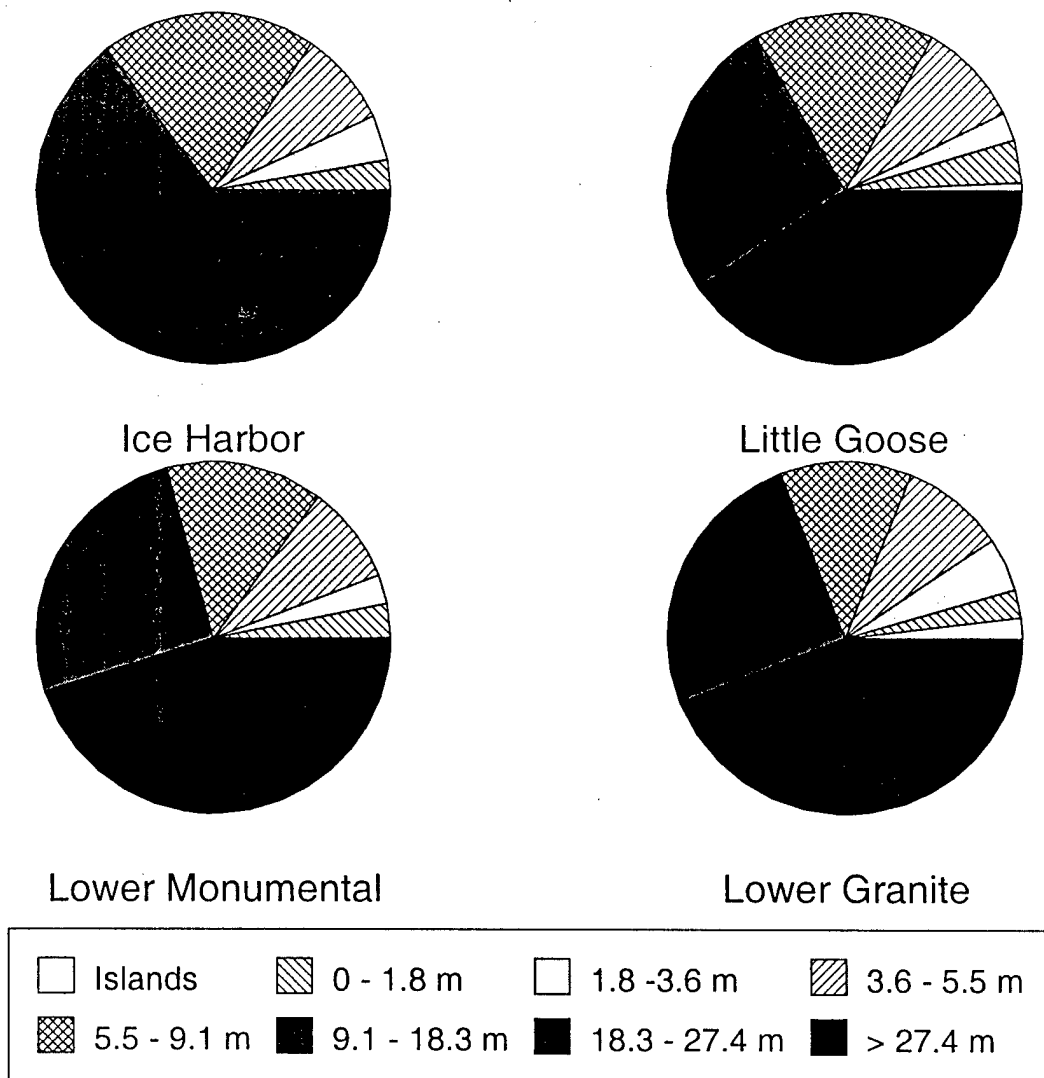 Ice Harbor
Little Goose
Lower Monumental
Lower Granite
Islands
0 - 1.8 m
1.8 -3.6 m
3.6 - 5.5 m
5.5 - 9.1 m
9.1 - 18.3 m
18.3 - 27.4 m
> 27.4 m